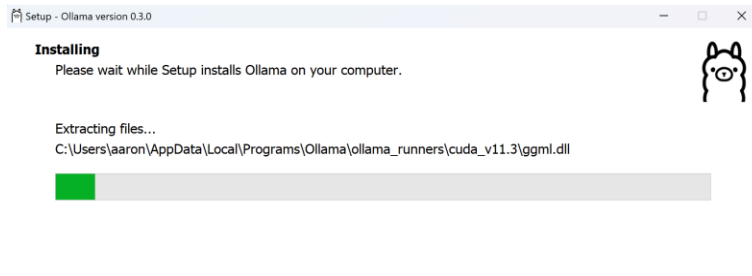 Setup - Ollama version 0.3.0
Installing
Please wait while Setup installs Ollama on your computer.
Extracting files...
C:\Users\aaron\AppData\Local\Programs\Ollama\ollama_runners\cuda_v11.3\ggml.dll